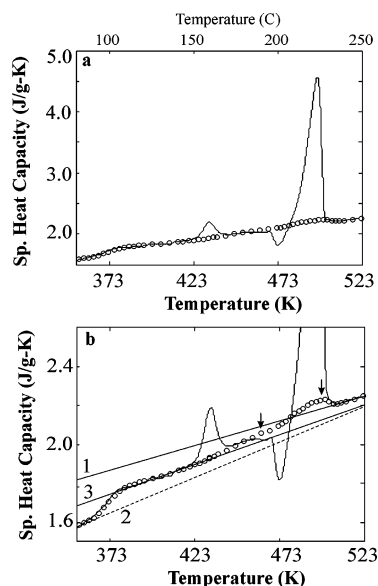 Temperature (C)
100 150 200 250
a
5.0
4.0
3.0
2.0
Sp. Heat Capacity (J/g-K)
373 423 473 523
Temperature (K)
b
2.4
2.0
1.6
Sp. Heat Capacity (J/g-K)
1
3
2
373 423 473 523
Temperature (K)